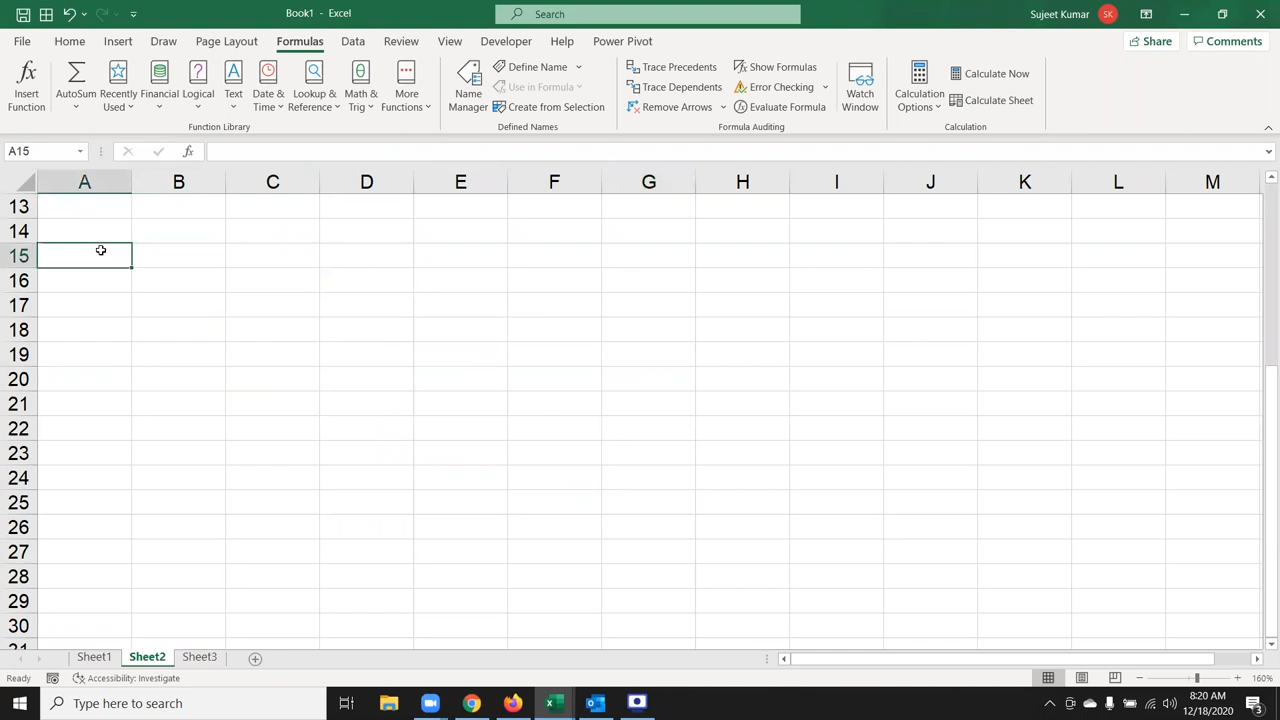 Book1 - Excel
Search
Sujeet Kumar
SK
File Home Insert Draw Page Layout Formulas Data Review View Developer Help Power Pivot
Share
Comments
fx
Insert Function
AutoSum
Recently Used
Financial
Logical
Text
Date & Time
Lookup & Reference
Math & Trig
More Functions
Function Library
Name Manager
Define Name
Use in Formula
Create from Selection
Defined Names
Trace Precedents
Trace Dependents
Remove Arrows
Show Formulas
Error Checking
Evaluate Formula
Formula Auditing
Watch Window
Calculation Options
Calculate Now
Calculate Sheet
Calculation
A15
fx
A B C D E F G H I J K L M
13
14
15
16
17
18
19
20
21
22
23
24
25
26
27
28
29
30
31
Sheet1 Sheet2 Sheet3
Ready
Accessibility: Investigate
160%
Type here to search
8:20 AM
12/18/2020
3